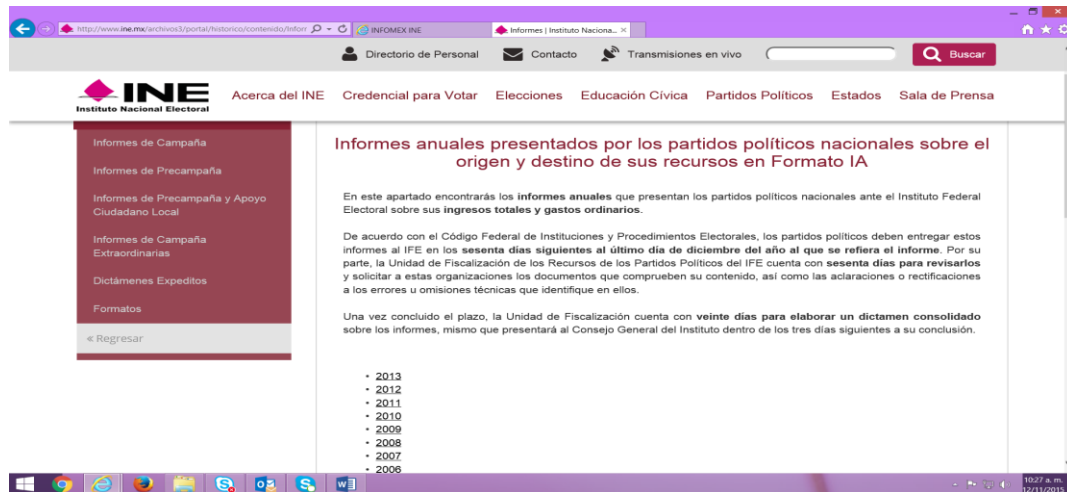 http://www.ine.mx/archivos3/portal/historico/contenido/Inforr
INFOMEX INE
Informes | Instituto Naciona...
Directorio de Personal
Contacto
Transmisiones en vivo
Buscar
INE
Instituto Nacional Electoral
Acerca del INE
Credencial para Votar
Elecciones
Educación Cívica
Partidos Políticos
Estados
Sala de Prensa
Informes de Campaña
Informes de Precampaña
Informes de Precampaña y Apoyo
Ciudadano Local
Informes de Campaña
Extraordinarias
Dictámenes Expeditos
Formatos
« Regresar
Informes anuales presentados por los partidos políticos nacionales sobre el
origen y destino de sus recursos en Formato IA
En este apartado encontrarás los informes anuales que presentan los partidos políticos nacionales ante el Instituto Federal
Electoral sobre sus ingresos totales y gastos ordinarios.
De acuerdo con el Código Federal de Instituciones y Procedimientos Electorales, los partidos políticos deben entregar estos
informes al IFE en los sesenta días siguientes al último día de diciembre del año al que se refiera el informe. Por su
parte, la Unidad de Fiscalización de los Recursos de los Partidos Políticos del IFE cuenta con sesenta días para revisarlos
y solicitar a estas organizaciones los documentos que comprueben su contenido, así como las aclaraciones o rectificaciones
a los errores u omisiones técnicas que identifique en ellos.
Una vez concluido el plazo, la Unidad de Fiscalización cuenta con veinte días para elaborar un dictamen consolidado
sobre los informes, mismo que presentará al Consejo General del Instituto dentro de los tres días siguientes a su conclusión.
2013
2012
2011
2010
2009
2008
2007
2006
10:27 a. m.
12/11/2015